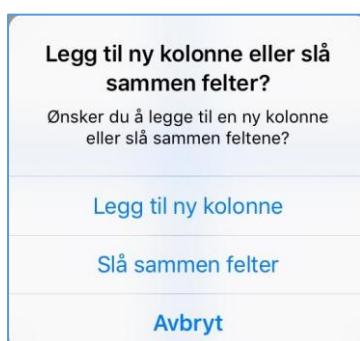 Legg til ny kolonne eller slå
sammen felter?
Ønsker du å legge til en ny kolonne
eller slå sammen feltene?
Legg til ny kolonne
Slå sammen felter
Avbryt